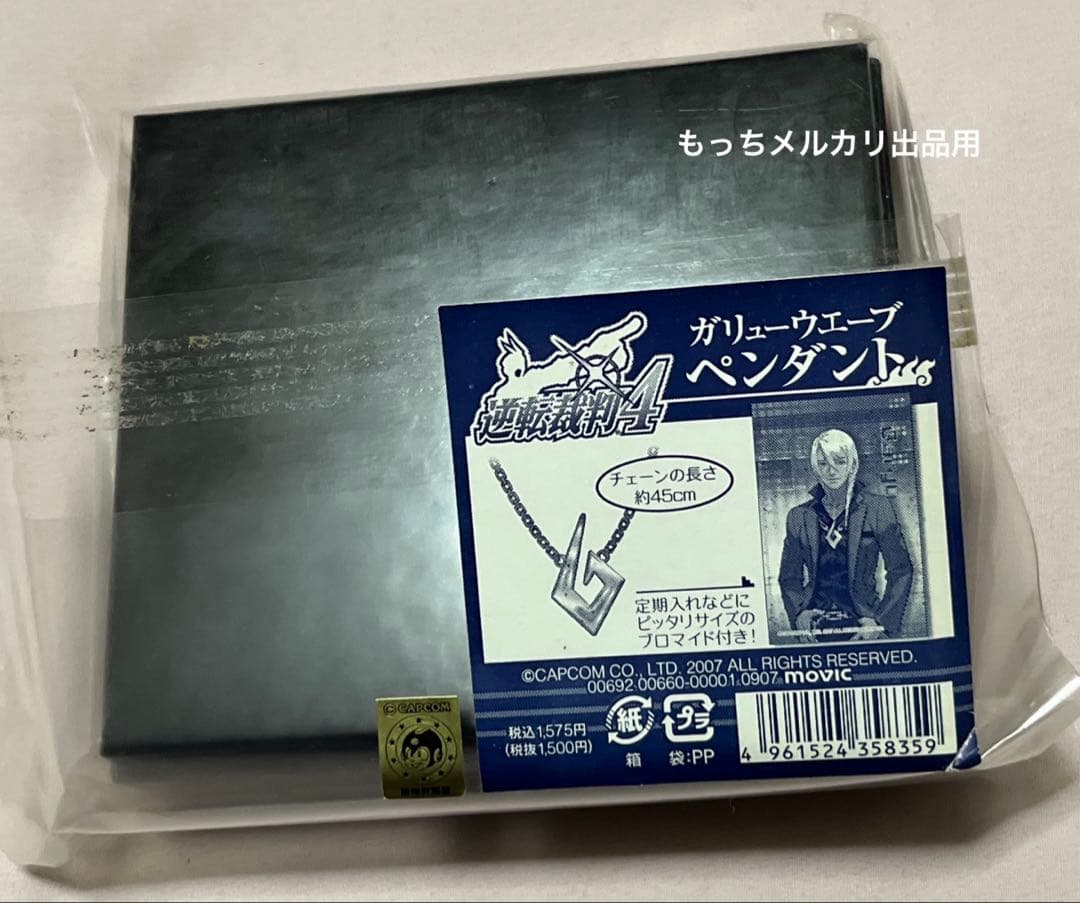 もっちメルカリ出品用
ガリューウエーブ
ペンダント
逆転裁判4
チェーンの長さ
約45cm
定期入れなどに
ピッタリサイズの
ブロマイド付き!
©CAPCOM CO., LTD. 2007 ALL RIGHTS RESERVED.
00692 00660-00001 0907 movic
税込1,575円
(税抜1,500円)
紙
箱
プラ
袋:PP
4 961524 358359
© CAPCOM